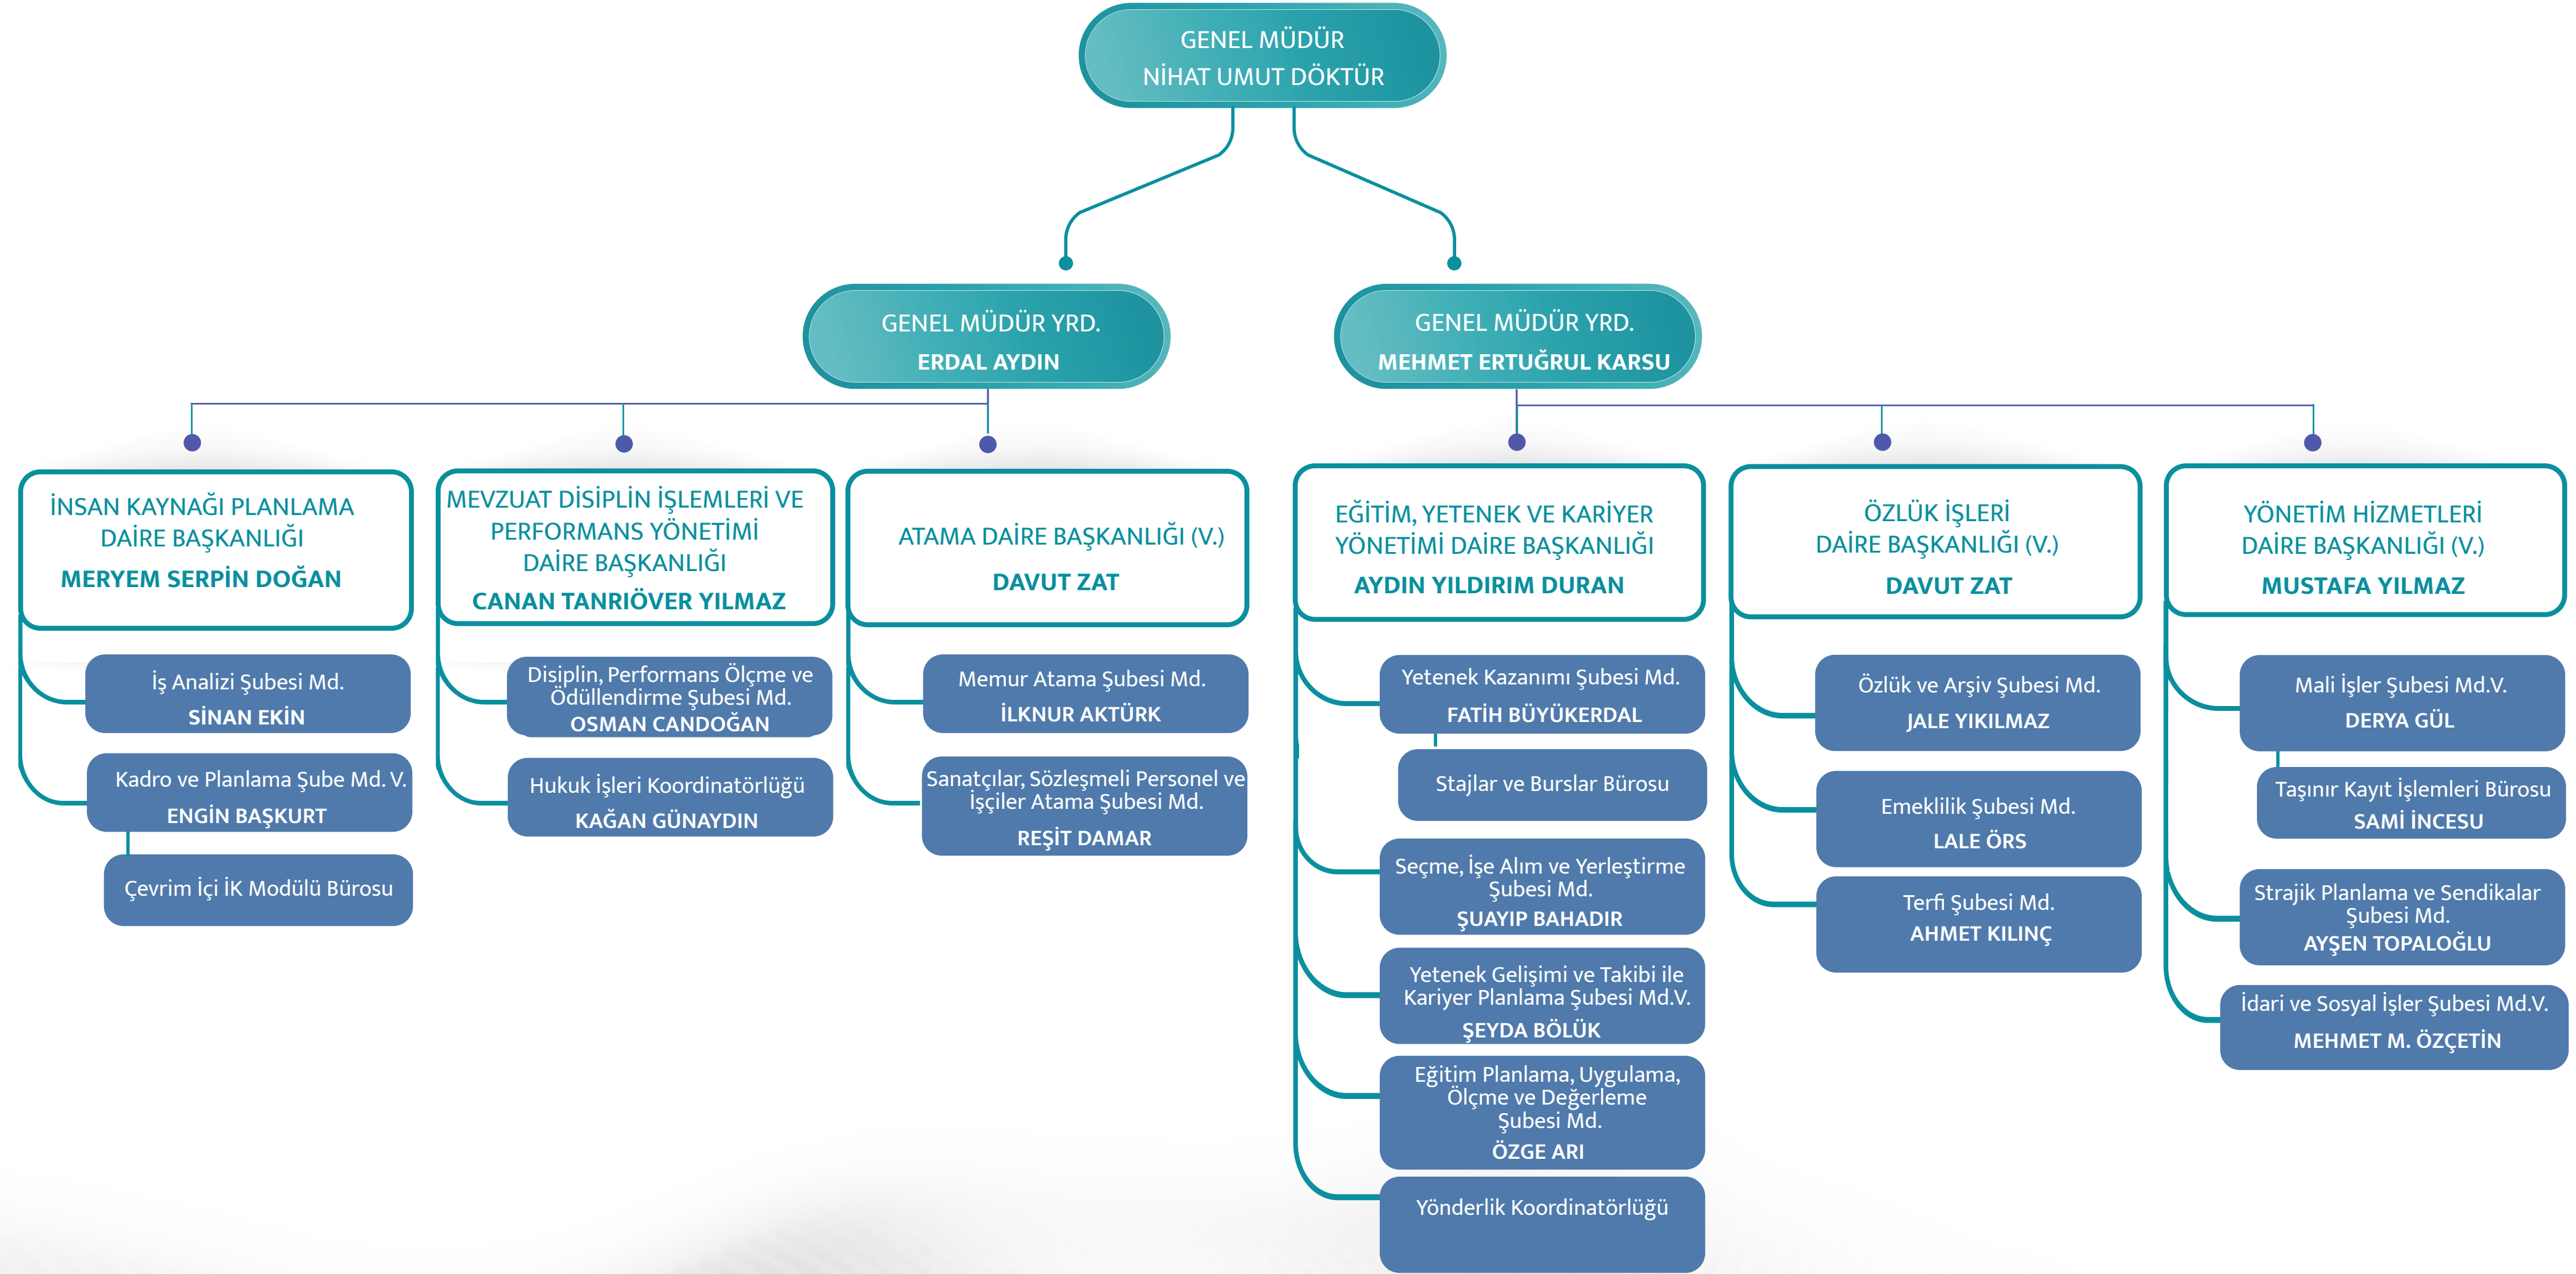 GENEL MÜDÜR
NİHAT UMUT DÖKTÜR
GENEL MÜDÜR YRD.
ERDAL AYDIN
GENEL MÜDÜR YRD.
MEHMET ERTUĞRUL KARSU
İNSAN KAYNAĞI PLANLAMA
DAİRE BAŞKANLIĞI
MERYEM SERPİN DOĞAN
İş Analizi Şubesi Md.
SİNAN EKİN
Kadro ve Planlama Şube Md. V.
ENGİN BAŞKURT
Çevrim İçi İK Modülü Bürosu
MEVZUAT DİSİPLİN İŞLEMLERİ VE
PERFORMANS YÖNETİMİ
DAİRE BAŞKANLIĞI
CANAN TANRIÖVER YILMAZ
Disiplin, Performans Ölçme ve
Ödüllendirme Şubesi Md.
OSMAN CANDOĞAN
Hukuk İşleri Koordinatörlüğü
KAĞAN GÜNAYDIN
ATAMA DAİRE BAŞKANLIĞI (V.)
DAVUT ZAT
Memur Atama Şubesi Md.
İLKNUR AKTÜRK
Sanatçılar, Sözleşmeli Personel ve
İşçiler Atama Şubesi Md.
REŞİT DAMAR
EĞİTİM, YETENEK VE KARİYER
YÖNETİMİ DAİRE BAŞKANLIĞI
AYDIN YILDIRIM DURAN
Yetenek Kazanımı Şubesi Md.
FATİH BÜYÜKERDAL
Stajlar ve Burslar Bürosu
Seçme, İşe Alım ve Yerleştirme
Şubesi Md.
ŞUAYIP BAHADIR
Yetenek Gelişimi ve Takibi ile
Kariyer Planlama Şubesi Md.V.
ŞEYDA BÖLÜK
Eğitim Planlama, Uygulama,
Ölçme ve Değerleme
Şubesi Md.
ÖZGE ARI
Yönderlik Koordinatörlüğü
ÖZLÜK İŞLERİ
DAİRE BAŞKANLIĞI (V.)
DAVUT ZAT
Özlük ve Arşiv Şubesi Md.
JALE YIKILMAZ
Emeklilik Şubesi Md.
LALE ÖRS
Terfi Şubesi Md.
AHMET KILINÇ
YÖNETİM HİZMETLERİ
DAİRE BAŞKANLIĞI (V.)
MUSTAFA YILMAZ
Mali İşler Şubesi Md.V.
DERYA GÜL
Taşınır Kayıt İşlemleri Bürosu
SAMİ İNCESU
Strajik Planlama ve Sendikalar
Şubesi Md.
AYŞEN TOPALOĞLU
İdari ve Sosyal İşler Şubesi Md.V.
MEHMET M. ÖZÇETİN